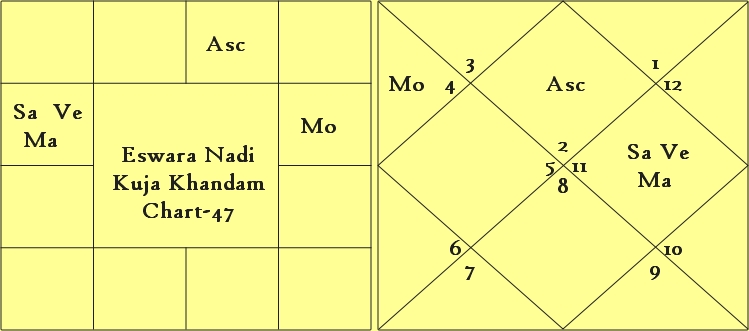 Asc
Sa Ve
Ma
Mo
Eswara Nadi
Kuja Khandam
Chart-47
3
1
Mo
4
Asc
12
2
Sa Ve
5
11
Ma
8
6
10
7
9